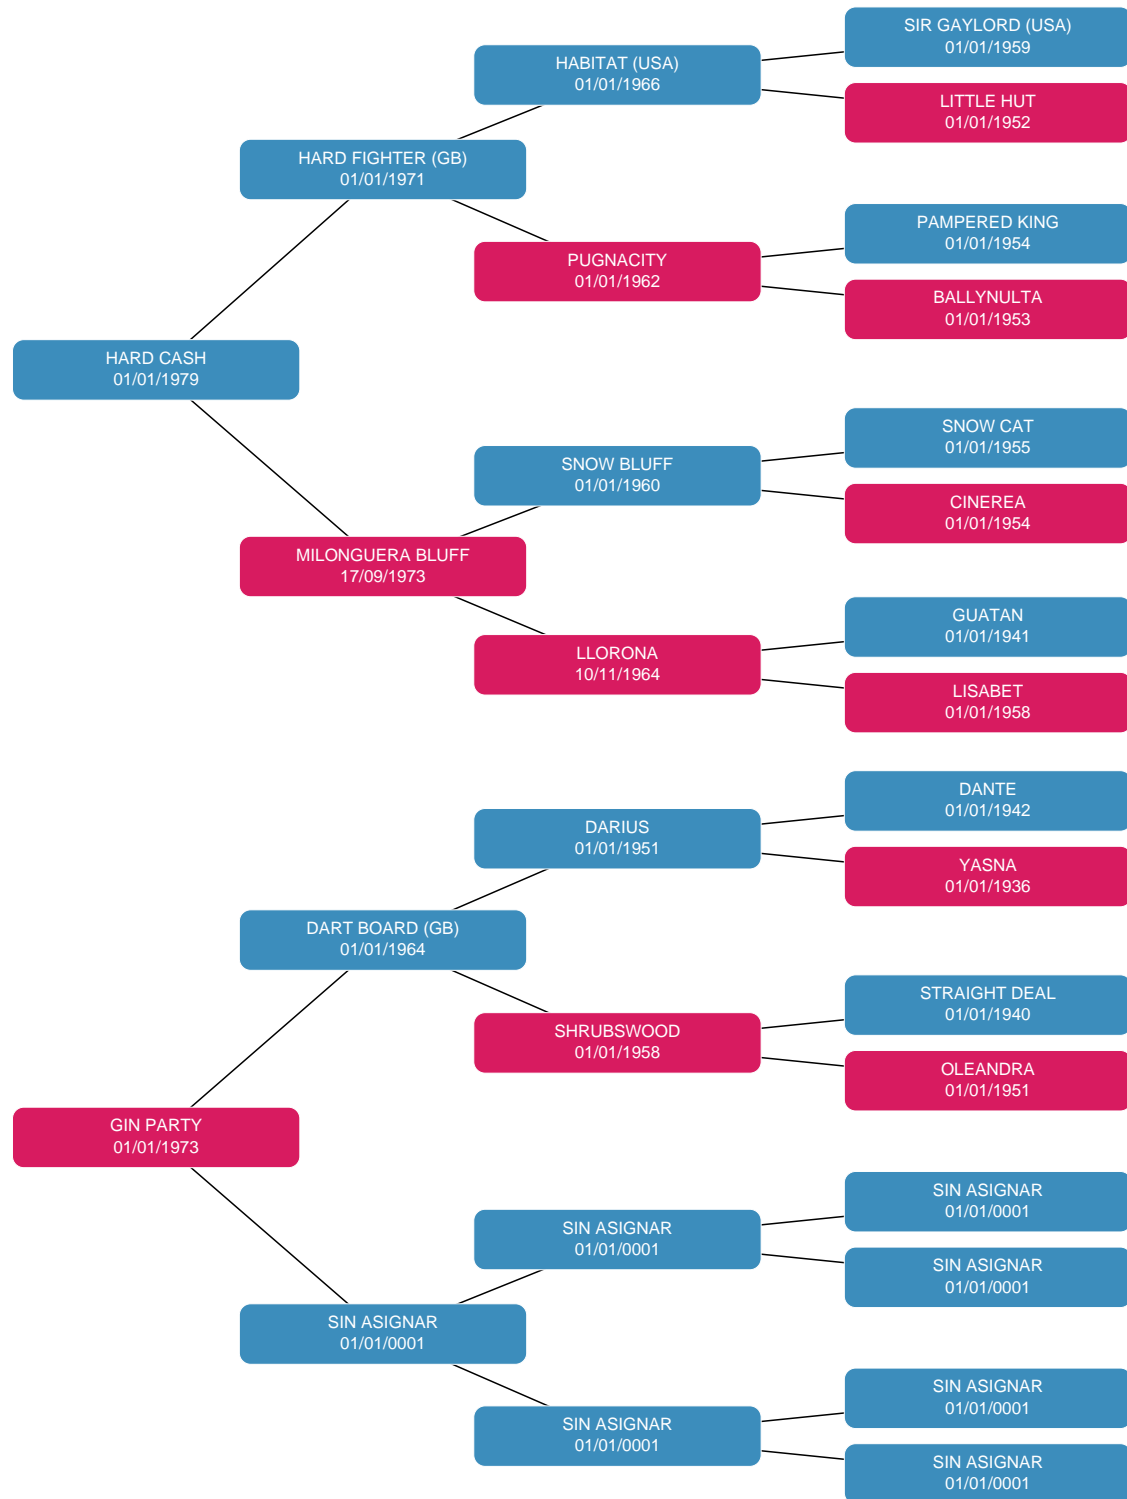 SIR GAYLORD (USA)
01/01/1959
HABITAT (USA)
01/01/1966
LITTLE HUT
01/01/1952
HARD FIGHTER (GB)
01/01/1971
PAMPERED KING
01/01/1954
PUGNACITY
01/01/1962
BALLYNULTA
01/01/1953
HARD CASH
01/01/1979
SNOW CAT
01/01/1955
SNOW BLUFF
01/01/1960
CINEREA
01/01/1954
MILONGUERA BLUFF
17/09/1973
GUATAN
01/01/1941
LLORONA
10/11/1964
LISABET
01/01/1958
DANTE
01/01/1942
DARIUS
01/01/1951
YASNA
01/01/1936
DART BOARD (GB)
01/01/1964
STRAIGHT DEAL
01/01/1940
SHRUBSWOOD
01/01/1958
OLEANDRA
01/01/1951
GIN PARTY
01/01/1973
SIN ASIGNAR
01/01/0001
SIN ASIGNAR
01/01/0001
SIN ASIGNAR
01/01/0001
SIN ASIGNAR
01/01/0001
SIN ASIGNAR
01/01/0001
SIN ASIGNAR
01/01/0001
SIN ASIGNAR
01/01/0001